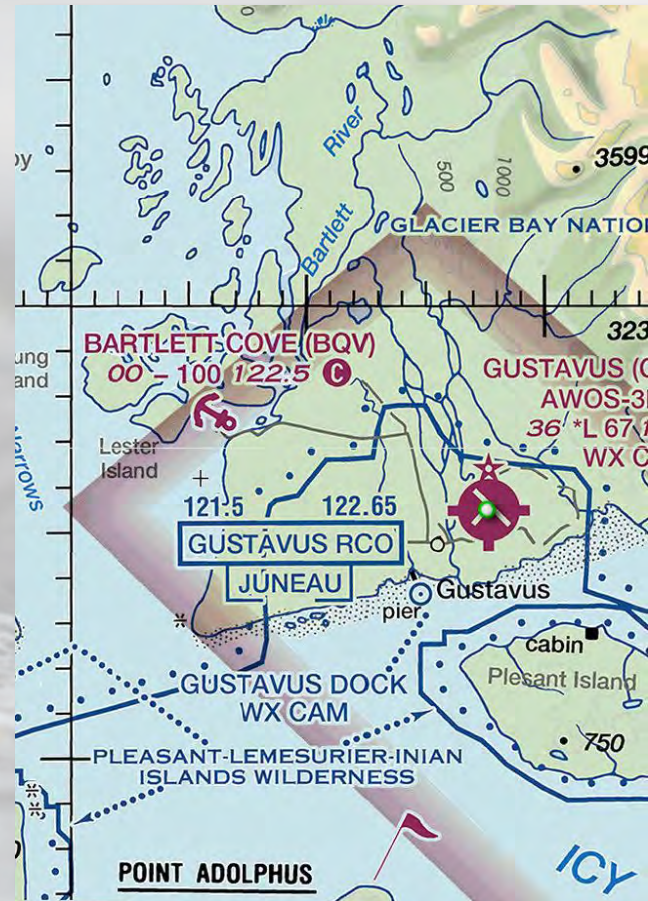 River
Bartlett
500
1000
3599
GLACIER BAY NATION
323
BARTLETT COVE (BQV)
00 – 100 122.5 C
GUSTAVUS (
AWOS-3
36 *L 67 1
WX C
Lester
Island
Narrows
121.5 122.65
GUSTAVUS RCO
JUNEAU
Gustavus
pier
cabin
Plesant Island
GUSTAVUS DOCK
WX CAM
750
PLEASANT-LEMESURIER-INIAN
ISLANDS WILDERNESS
POINT ADOLPHUS
ICY